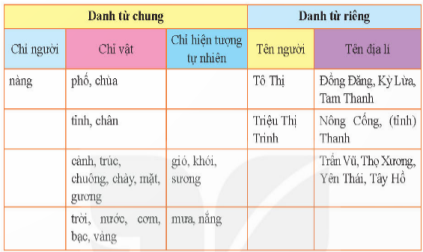 Danh từ chung Danh từ riêng
Chỉ người Chỉ vật Chỉ hiện tượng tự nhiên Tên người Tên địa lí
nàng phố, chùa Tô Thị Đồng Đăng, Kỳ Lừa,
Tam Thanh
tỉnh, chân Triệu Thị
Trinh Nông Cống, (tỉnh)
Thanh
cành, trúc,
chuông, chày, mặt,
gương gió, khói,
sương Trấn Vũ, Thọ Xương,
Yên Thái, Tây Hồ
trời, nước, cơm,
bạc, vàng mưa, nắng